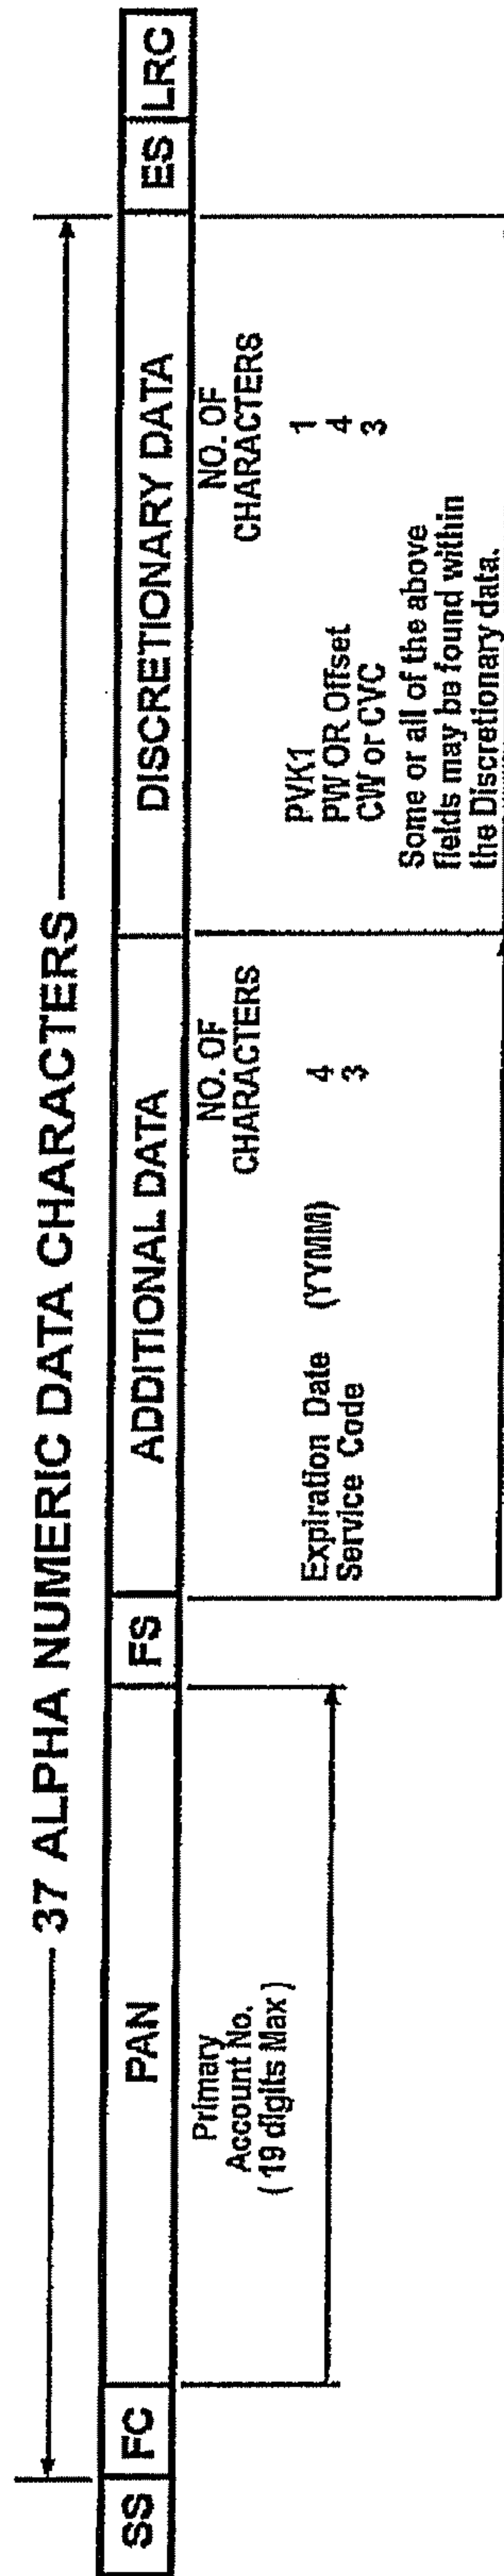 37 ALPHA NUMERIC DATA CHARACTERS
SS FC PAN FS ADDITIONAL DATA DISCRETIONARY DATA ES LRC
Primary
Account No.
( 19 digits Max )
NO. OF
CHARACTERS
Expiration Date (YYMM) 4
Service Code 3
NO. OF
CHARACTERS
PVK1 1
PW OR Offset 4
CW or CVC 3
Some or all of the above
fields may be found within
the Discretionary data.